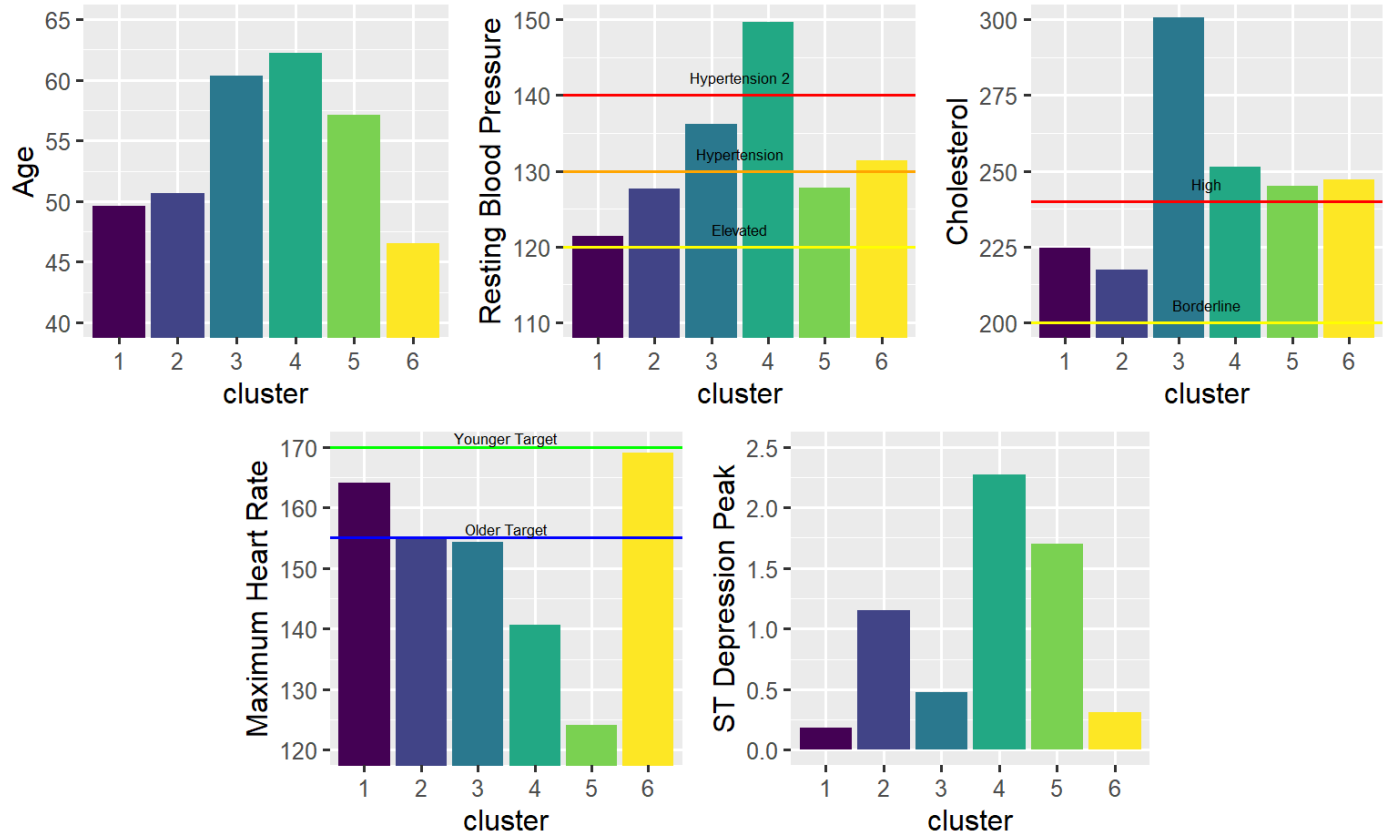 Age
65
60
55
50
45
40
1 2 3 4 5 6
cluster
Resting Blood Pressure
150
140
130
120
110
Hypertension 2
Hypertension
Elevated
1 2 3 4 5 6
cluster
Cholesterol
300
275
250
225
200
High
Borderline
1 2 3 4 5 6
cluster
Maximum Heart Rate
170
160
150
140
130
120
Younger Target
Older Target
1 2 3 4 5 6
cluster
ST Depression Peak
2.5
2.0
1.5
1.0
0.5
0.0
1 2 3 4 5 6
cluster